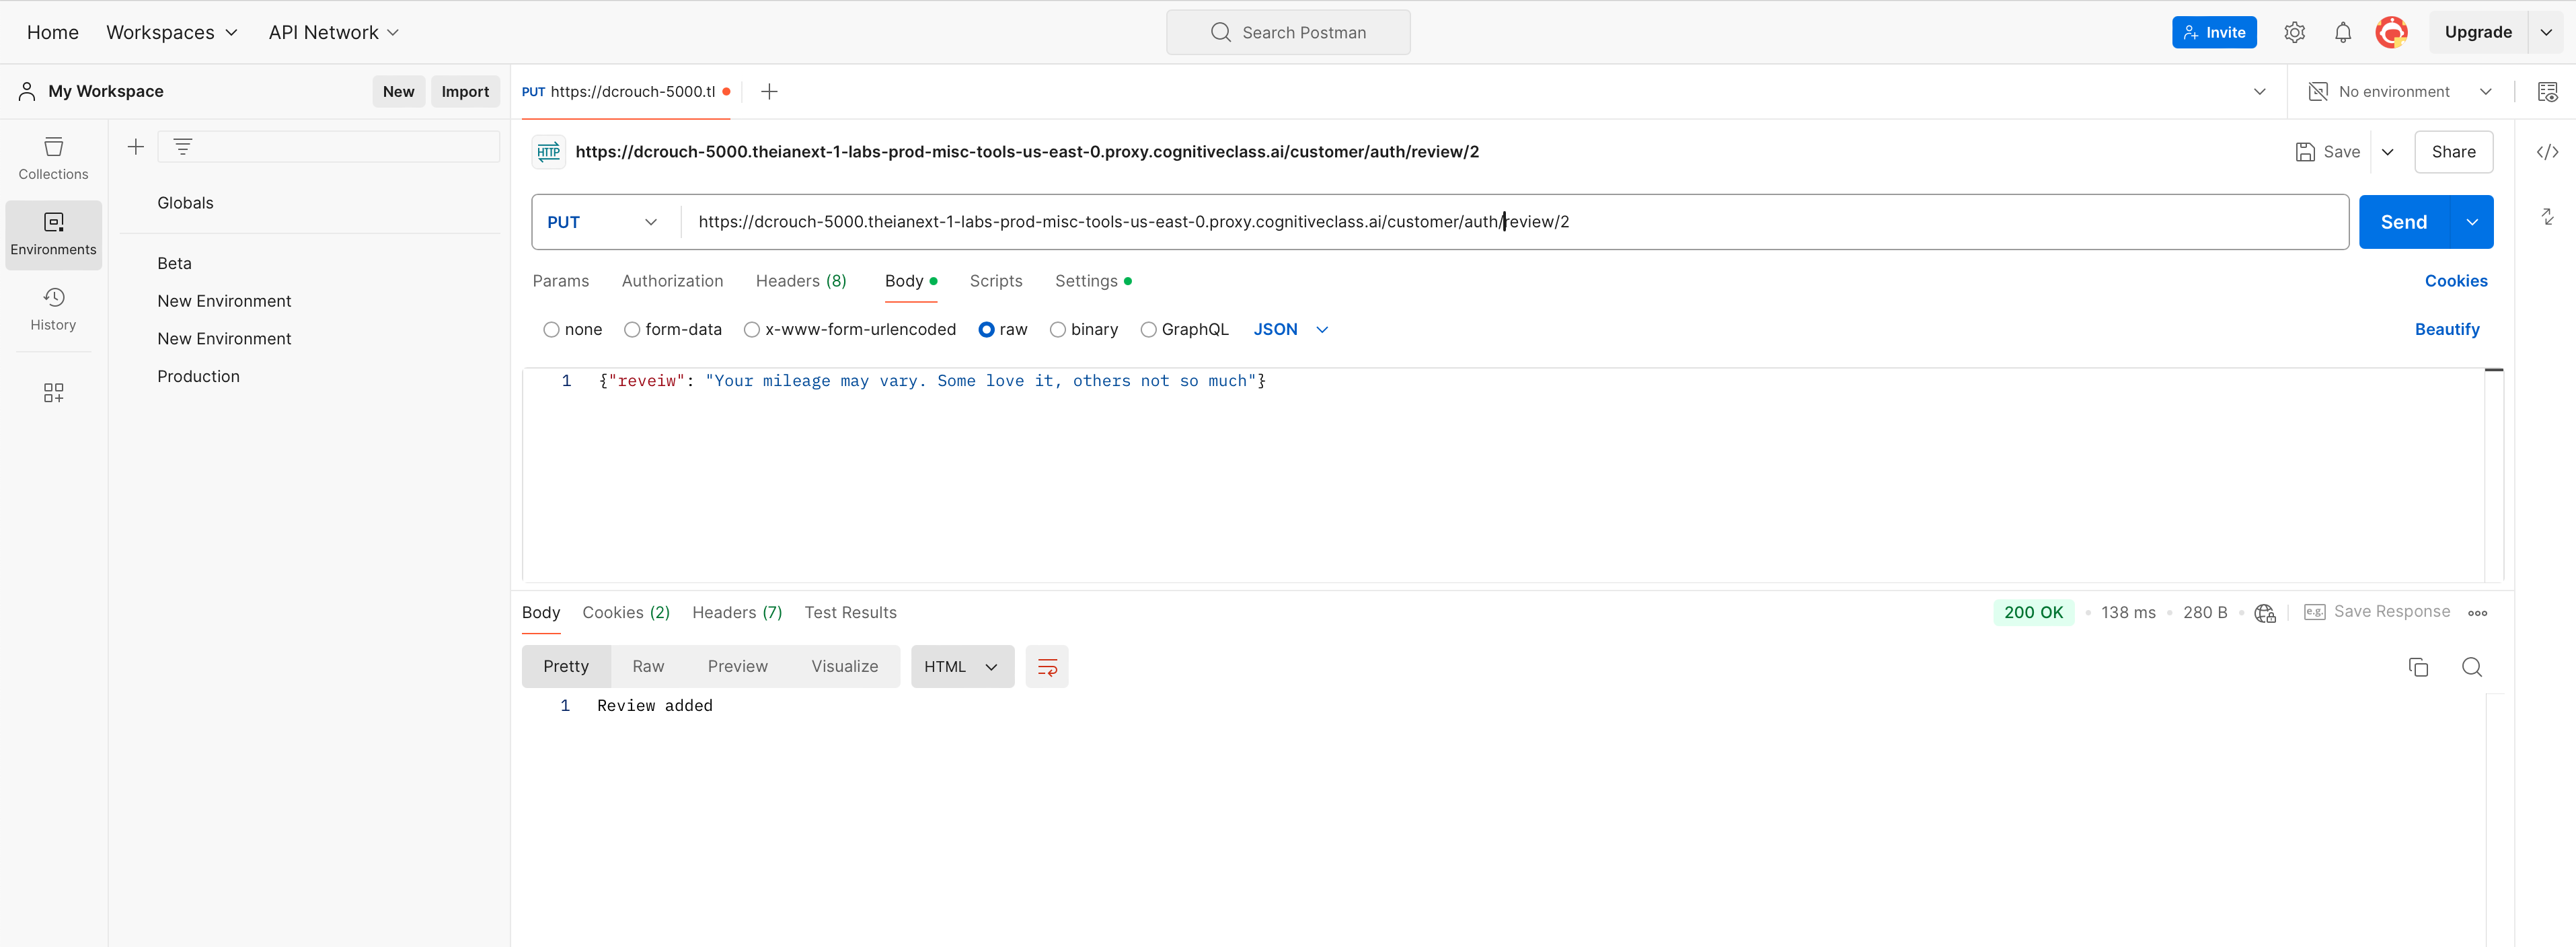 Home Workspaces API Network Search Postman Invite Upgrade
My Workspace New Import PUT https://dcrouch-5000.tl No environment
Collections
Environments
History
Globals
Beta
New Environment
New Environment
Production
HTTP https://dcrouch-5000.theianext-1-labs-prod-misc-tools-us-east-0.proxy.cognitiveclass.ai/customer/auth/review/2 Save Share
PUT https://dcrouch-5000.theianext-1-labs-prod-misc-tools-us-east-0.proxy.cognitiveclass.ai/customer/auth/review/2 Send
Params Authorization Headers (8) Body Scripts Settings Cookies
none form-data x-www-form-urlencoded raw binary GraphQL JSON Beautify
1 {"reveiw": "Your mileage may vary. Some love it, others not so much"}
Body Cookies (2) Headers (7) Test Results 200 OK 138 ms 280 B e.g. Save Response
Pretty Raw Preview Visualize HTML
1 Review added